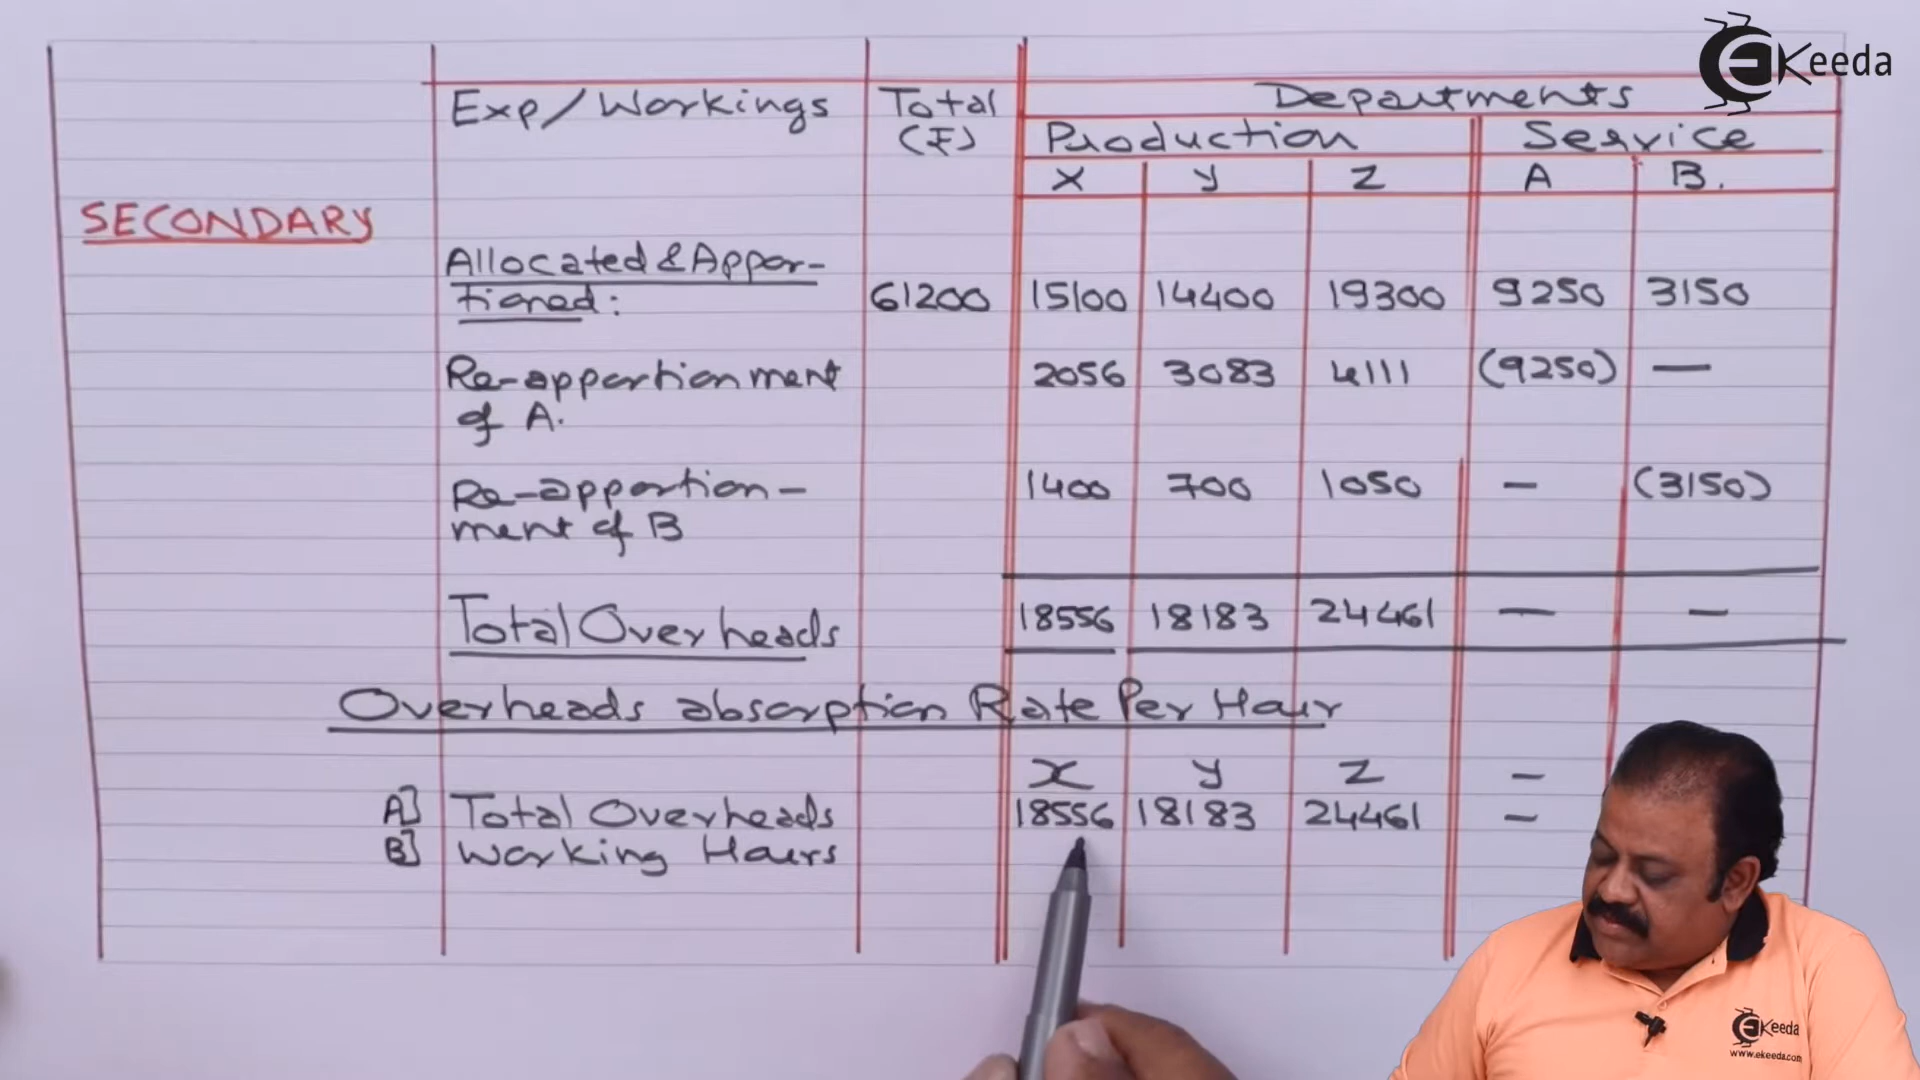 EKeeda
Exp/Workings Total Departments
(₹) Production Service
X Y Z A B.
SECONDARY
Allocated & Appor-
tioned: 61200 15100 14400 19300 9250 3150
Re-apportionment 2056 3083 4111 (9250) —
of A.
Re-apportion- 1400 700 1050 — (3150)
ment of B
Total Overheads 18556 18183 24461 — —
Overheads absorption Rate Per Hour
X Y Z -
A] Total Overheads 18556 18183 24461 -
B] Working Hours
EKeeda
www.ekeeda.com